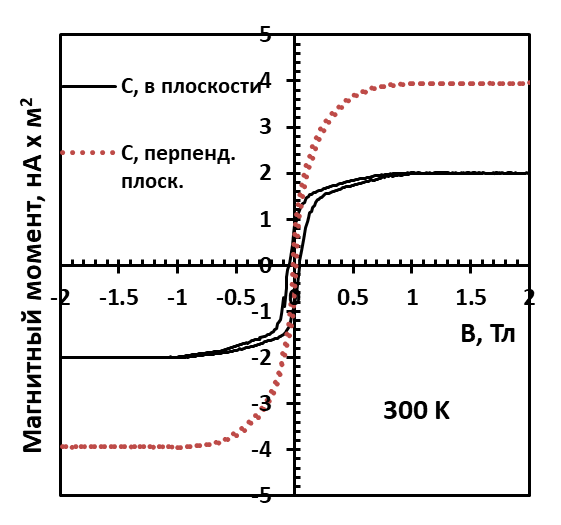 5
С, в плоскости
4
С, перпенд.
плоск.
3
2
1
0
-2 -1.5 -1 -0.5 0 0.5 1 1.5 2
-1
В, Тл
-2
-3
300 K
-4
-5
Магнитный момент, нА х м²